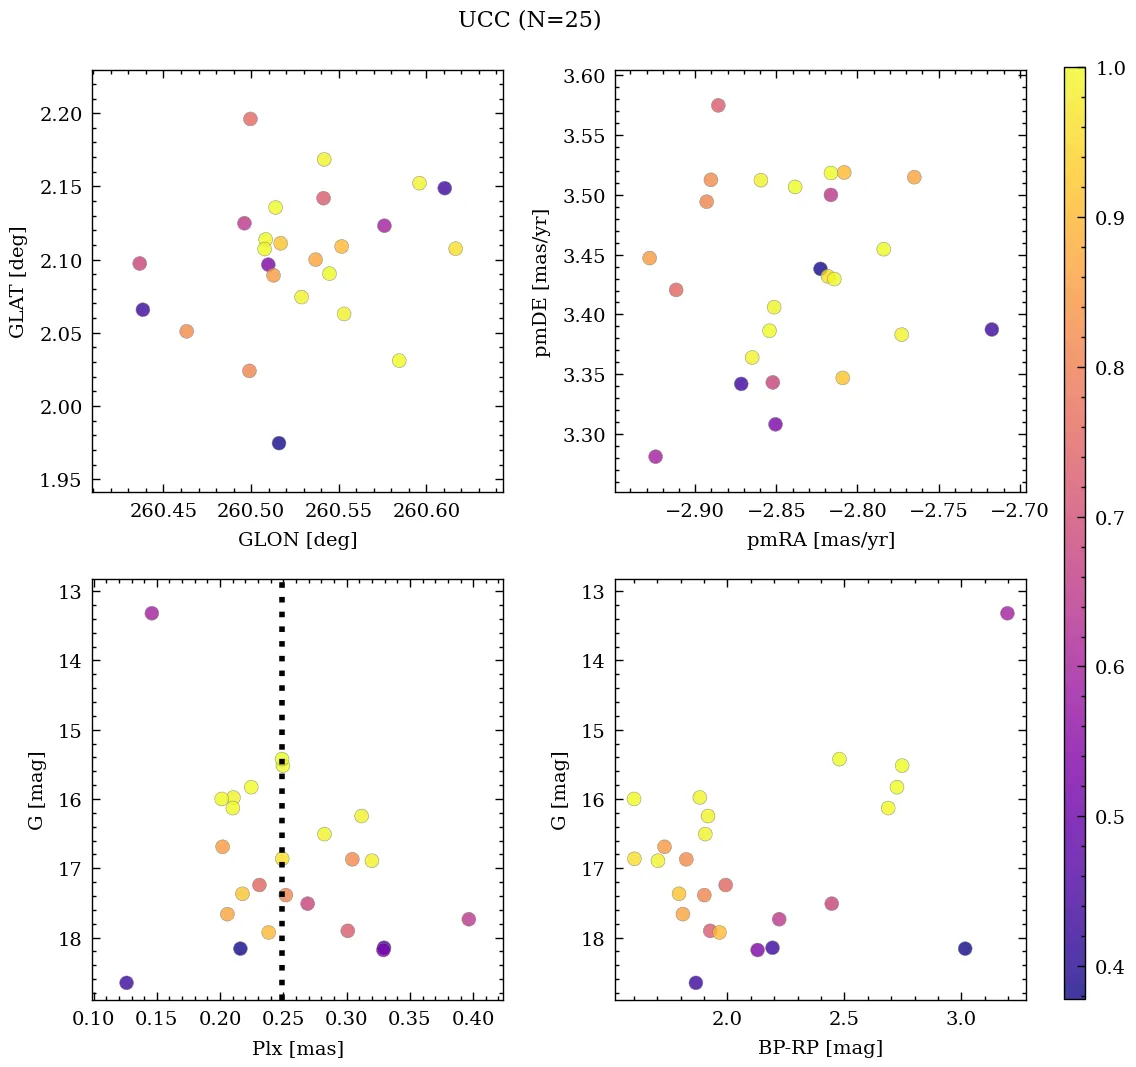 UCC (N=25)
2.20
2.15
2.10
2.05
2.00
1.95
GLAT [deg]
260.45 260.50 260.55 260.60
GLON [deg]
3.60
3.55
3.50
3.45
3.40
3.35
3.30
pmDE [mas/yr]
−2.90 −2.85 −2.80 −2.75 −2.70
pmRA [mas/yr]
13
14
15
16
17
18
G [mag]
0.10 0.15 0.20 0.25 0.30 0.35 0.40
Plx [mas]
13
14
15
16
17
18
G [mag]
2.0 2.5 3.0
BP-RP [mag]
1.0
0.9
0.8
0.7
0.6
0.5
0.4